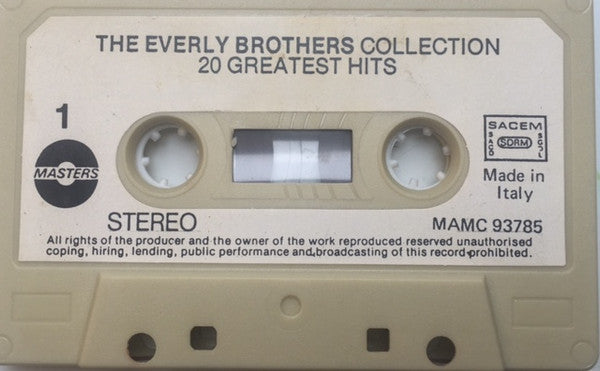 THE EVERLY BROTHERS COLLECTION
20 GREATEST HITS
1
MASTERS
SACEM
SACD
SDRM
SGDL
Made in
Italy
STEREO
MAMC 93785
All rights of the producer and the owner of the work reproduced reserved unauthorised
coping, hiring, lending, public performance and broadcasting of this record prohibited.